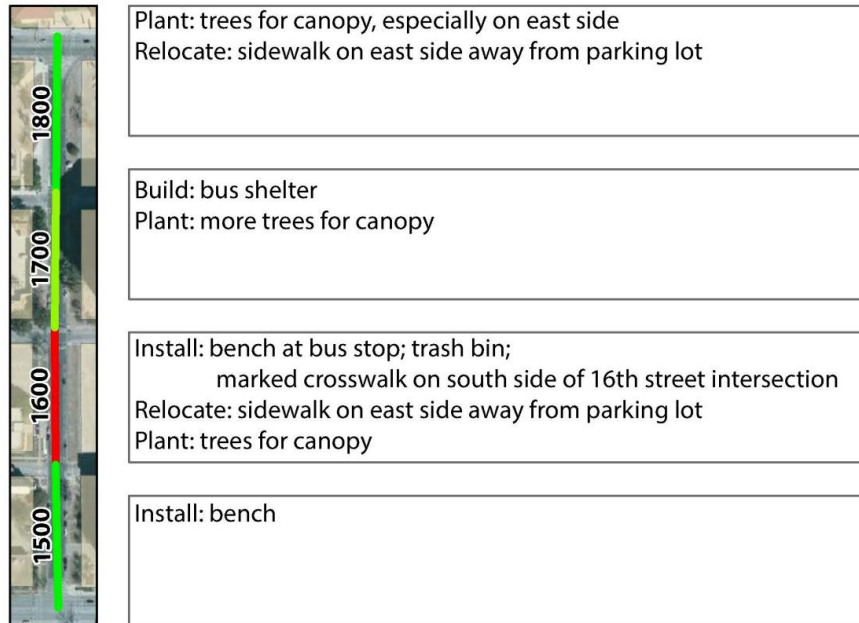 1800
Plant: trees for canopy, especially on east side
Relocate: sidewalk on east side away from parking lot
1700
Build: bus shelter
Plant: more trees for canopy
1600
Install: bench at bus stop; trash bin;
marked crosswalk on south side of 16th street intersection
Relocate: sidewalk on east side away from parking lot
Plant: trees for canopy
1500
Install: bench